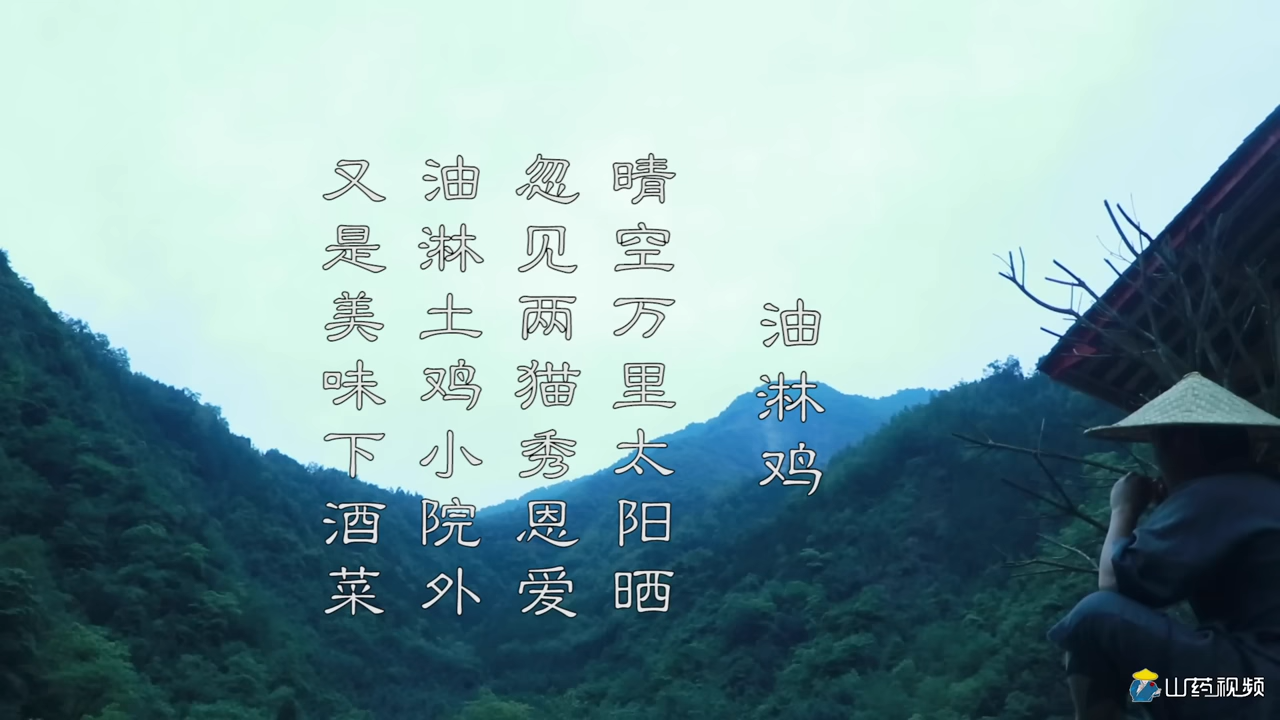 油淋鸡
晴空万里太阳晒
忽见两猫秀恩爱
油淋土鸡小院外
又是美味下酒菜
山药视频